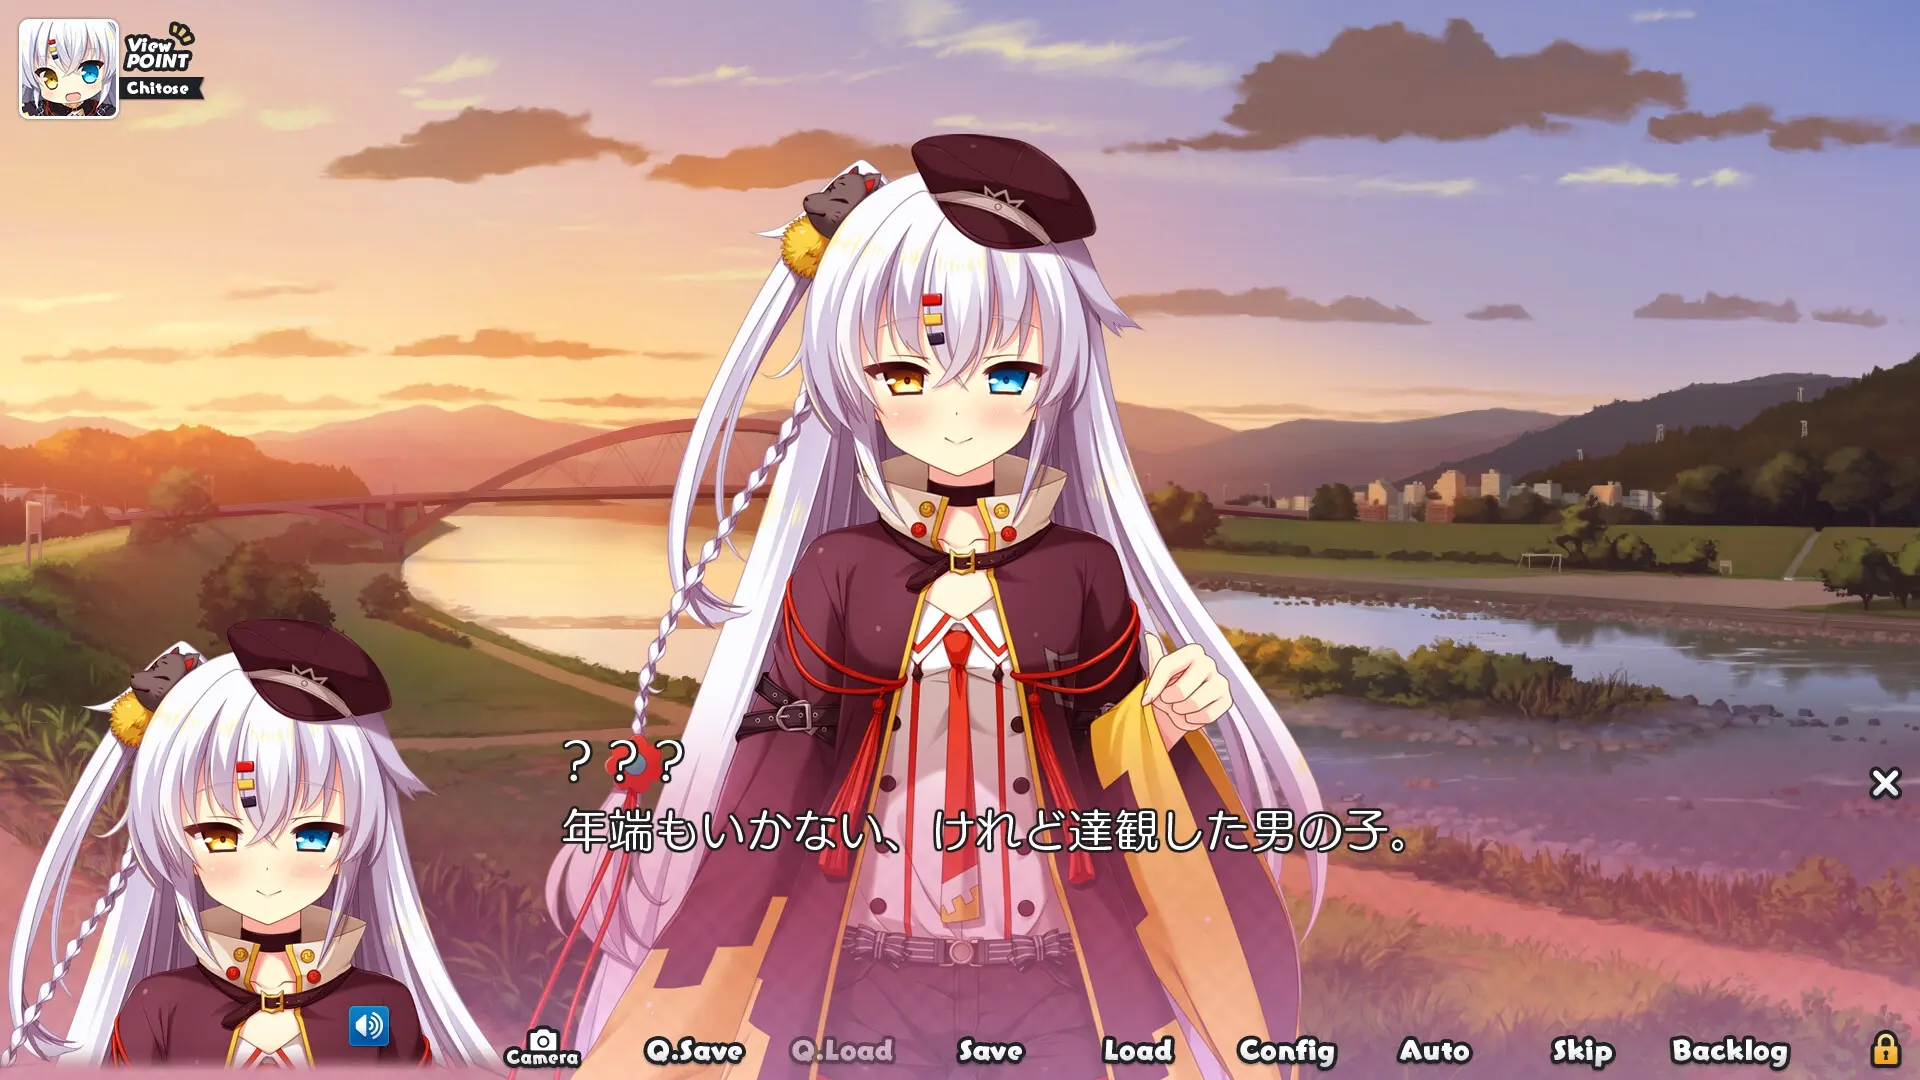 View
POINT
Chitose
？？？
年端もいかない、けれど達観した男の子。
Camera
Q.Save
Q.Load
Save
Load
Config
Auto
Skip
Backlog